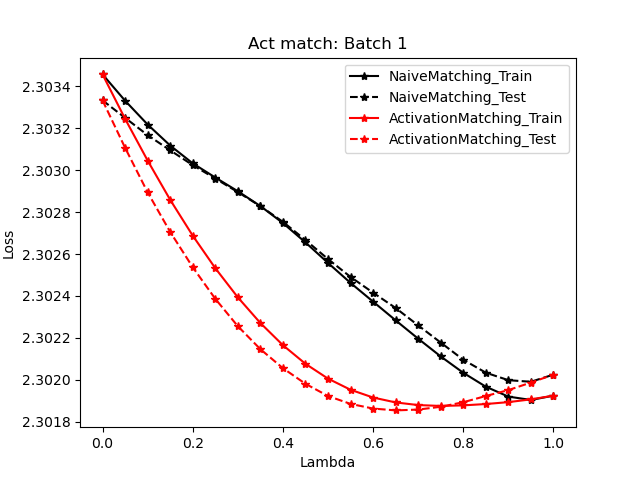 Act match: Batch 1
NaiveMatching_Train
NaiveMatching_Test
ActivationMatching_Train
ActivationMatching_Test
Loss
2.3034
2.3032
2.3030
2.3028
2.3026
2.3024
2.3022
2.3020
2.3018
0.0 0.2 0.4 0.6 0.8 1.0
Lambda